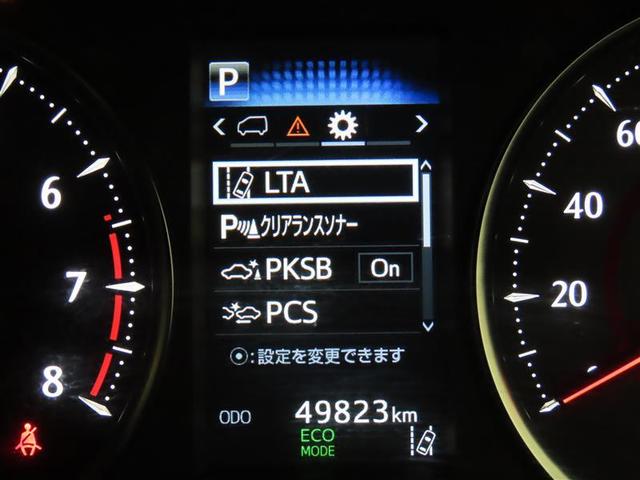 P
LTA
P クリアランスソナー
PKSB On
PCS
:設定を変更できます
ODO 49823km
ECO
MODE
6
7
8
60
40
20